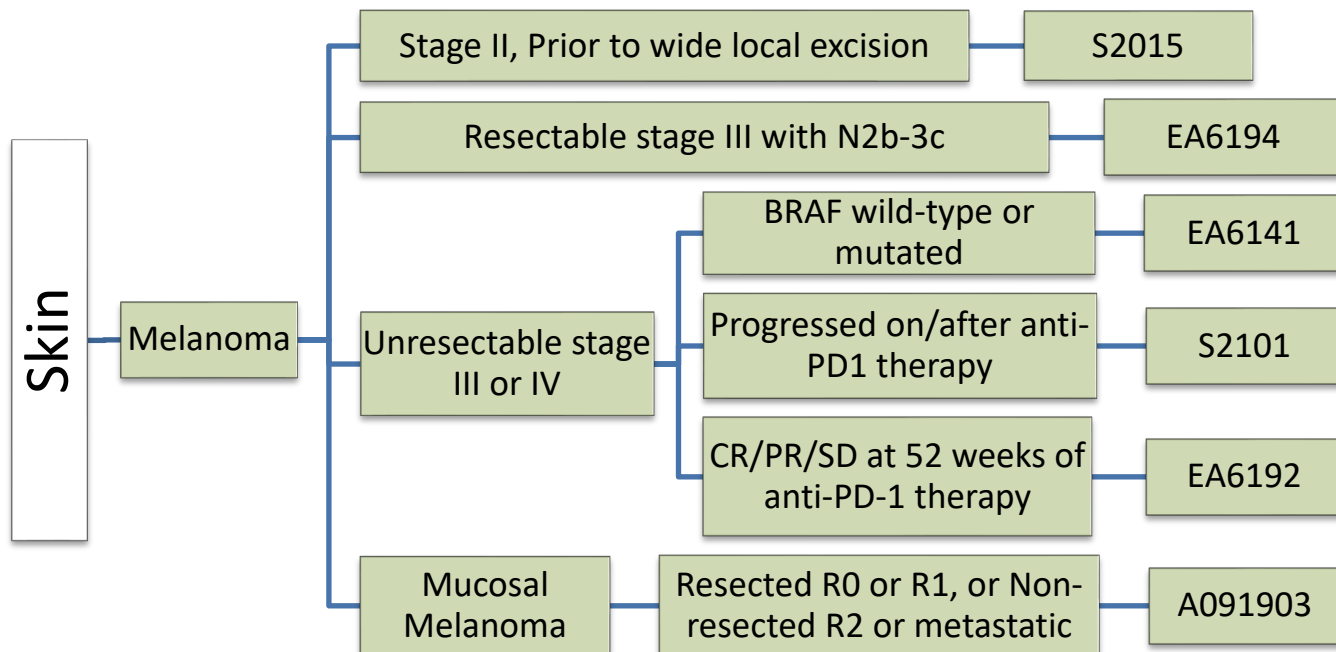 Skin
Melanoma
Stage II, Prior to wide local excision
S2015
Resectable stage III with N2b-3c
EA6194
Unresectable stage
III or IV
BRAF wild-type or
mutated
EA6141
Progressed on/after anti-
PD1 therapy
S2101
CR/PR/SD at 52 weeks of
anti-PD-1 therapy
EA6192
Mucosal
Melanoma
Resected R0 or R1, or Non-
resected R2 or metastatic
A091903